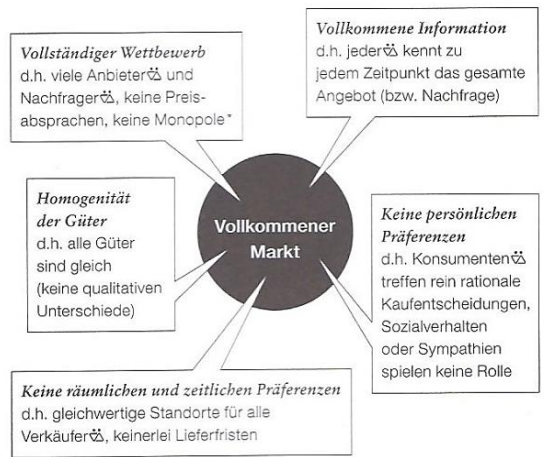 Vollständiger Wettbewerb
d.h. viele Anbieter und
Nachfrager, keine Preis-
absprachen, keine Monopole*
Vollkommene Information
d.h. jeder kennt zu
jedem Zeitpunkt das gesamte
Angebot (bzw. Nachfrage)
Homogenität
der Güter
d.h. alle Güter
sind gleich
(keine qualitativen
Unterschiede)
Vollkommener
Markt
Keine persönlichen
Präferenzen
d.h. Konsumenten
treffen rein rationale
Kaufentscheidungen,
Sozialverhalten
oder Sympathien
spielen keine Rolle
Keine räumlichen und zeitlichen Präferenzen
d.h. gleichwertige Standorte für alle
Verkäufer, keinerlei Lieferfristen